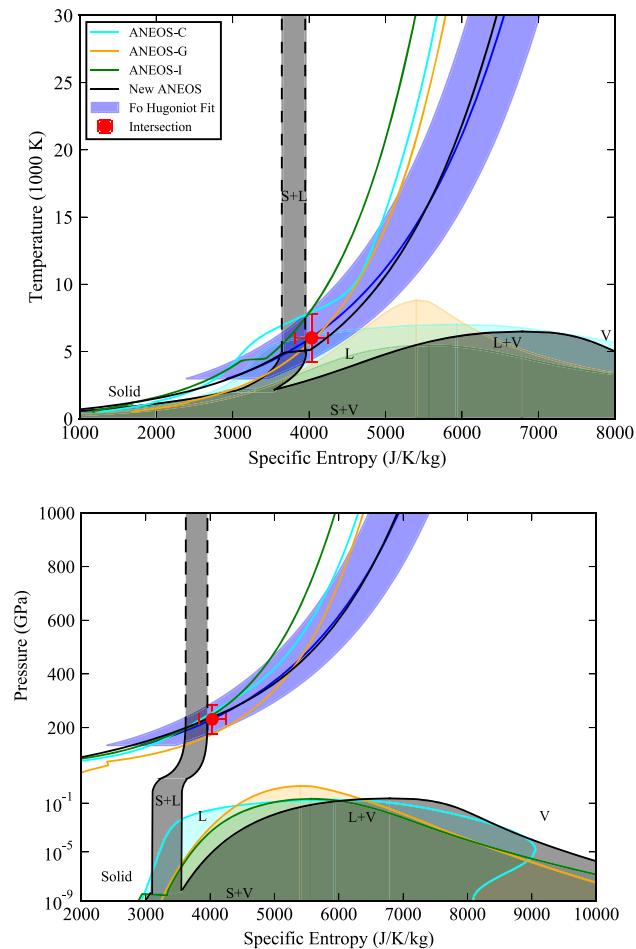 30
25
20
15
10
5
0
Temperature (1000 K)
ANEOS-C
ANEOS-G
ANEOS-I
New ANEOS
Fo Hugoniot Fit
Intersection
S+L
Solid
L
L+V
V
S+V
1000 2000 3000 4000 5000 6000 7000 8000
Specific Entropy (J/K/kg)
1000
800
600
400
200
10⁻¹
10⁻⁵
10⁻⁹
Pressure (GPa)
S+L
L
L+V
V
Solid
S+V
2000 3000 4000 5000 6000 7000 8000 9000 10000
Specific Entropy (J/K/kg)